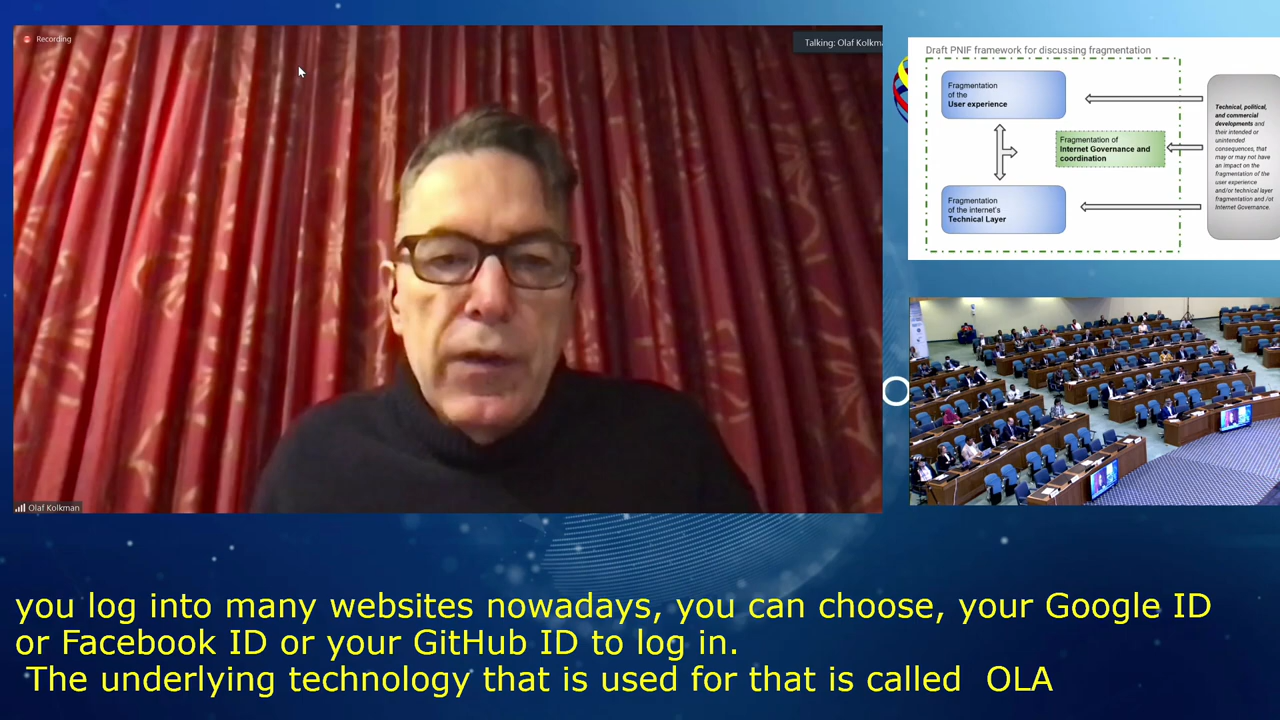 Recording
Talking: Olaf Kolkma
Olaf Kolkman
Draft PNIF framework for discussing fragmentation
Fragmentation
of the
User experience
Fragmentation of
Internet Governance and
coordination
Fragmentation
of the internet's
Technical Layer
Technical, political,
and commercial
developments and
their intended or
unintended
consequences, that
may or may not have
an impact on the
fragmentation of the
user experience
and/or technical layer
fragmentation and /ot
Internet Governance.
you log into many websites nowadays, you can choose, your Google ID
or Facebook ID or your GitHub ID to log in.
The underlying technology that is used for that is called OLA